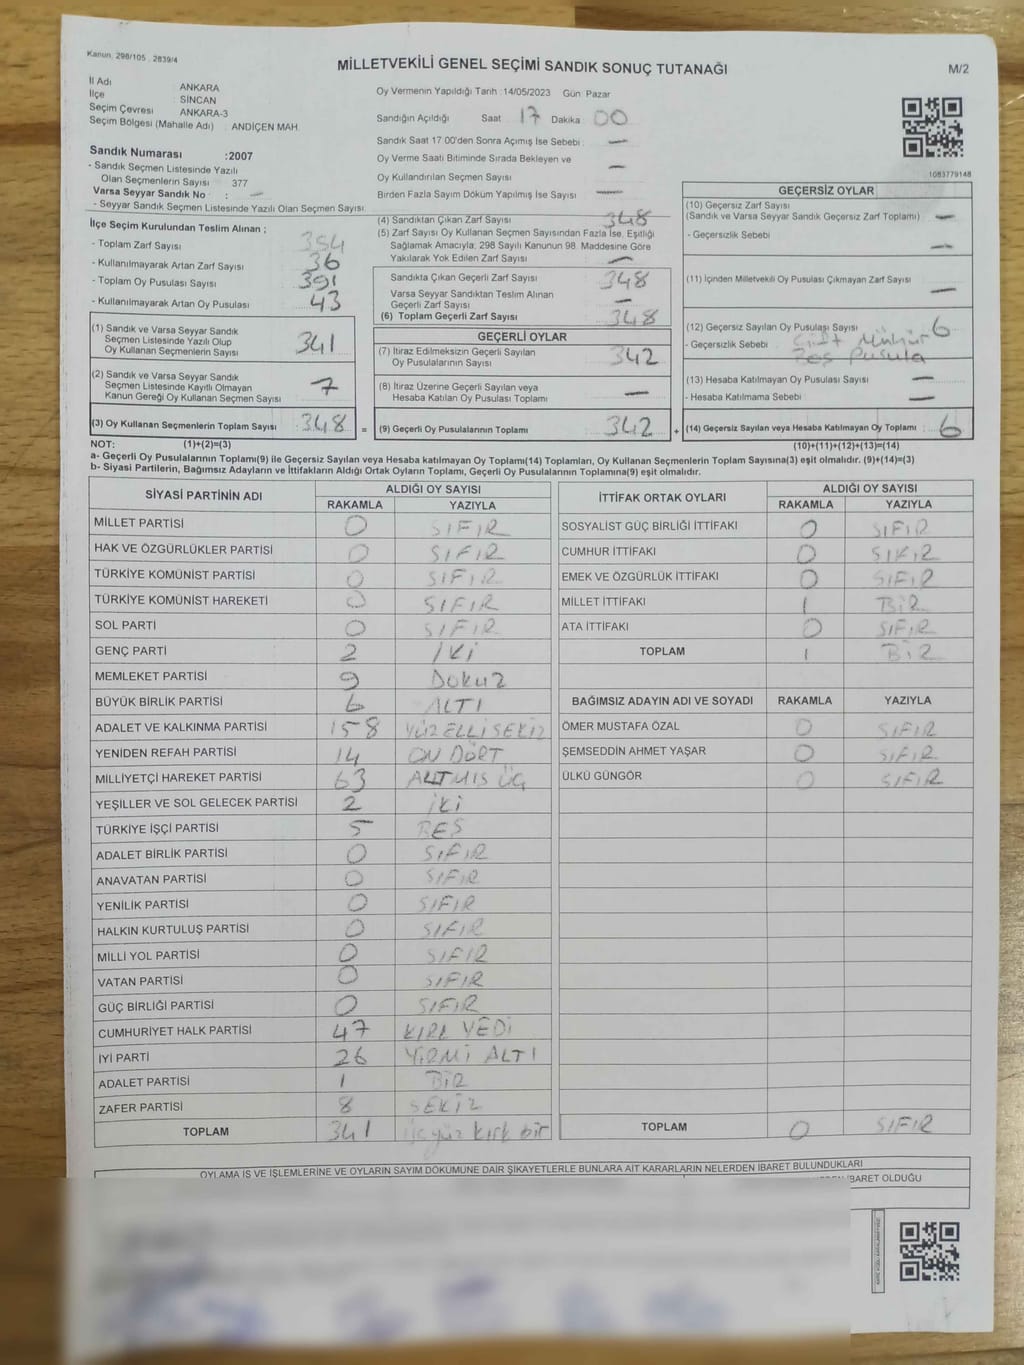 Kanun. 298/105 . 2839/4
MİLLETVEKİLİ GENEL SEÇİMİ SANDIK SONUÇ TUTANAĞI
M/2
İl Adı : ANKARA
İlçe : SİNCAN
Seçim Çevresi : ANKARA-3
Seçim Bölgesi (Mahalle Adı) : ANDİÇEN MAH.
Sandık Numarası :2007
- Sandık Seçmen Listesinde Yazılı
Olan Seçmenlerin Sayısı : 377
Varsa Seyyar Sandık No : —
- Seyyar Sandık Seçmen Listesinde Yazılı Olan Seçmen Sayısı:
Oy Vermenin Yapıldığı Tarih :14/05/2023 Gün: Pazar
Sandığın Açıldığı Saat 17 Dakika 00
Sandık Saat 17.00'den Sonra Açımış İse Sebebi : —
Oy Verme Saati Bitiminde Sırada Bekleyen ve
Oy Kullandırılan Seçmen Sayısı —
Birden Fazla Sayım Döküm Yapılmış İse Sayısı —
1083779148
İlçe Seçim Kurulundan Teslim Alınan ;
- Toplam Zarf Sayısı 384
- Kullanılmayarak Artan Zarf Sayısı 36
- Toplam Oy Pusulası Sayısı 391
- Kullanılmayarak Artan Oy Pusulası 43
(1) Sandık ve Varsa Seyyar Sandık
Seçmen Listesinde Yazılı Olup
Oy Kullanan Seçmenlerin Sayısı 341
(2) Sandık ve Varsa Seyyar Sandık
Seçmen Listesinde Kayıtlı Olmayan
Kanun Gereği Oy Kullanan Seçmen Sayısı 7
(3) Oy Kullanan Seçmenlerin Toplam Sayısı : 348 =
(4) Sandıktan Çıkan Zarf Sayısı 348
(5) Zarf Sayısı Oy Kullanan Seçmen Sayısından Fazla İse, Eşitliği
Sağlamak Amacıyla, 298 Sayılı Kanunun 98. Maddesine Göre
Yakılarak Yok Edilen Zarf Sayısı —
Sandıkta Çıkan Geçerli Zarf Sayısı 348
Varsa Seyyar Sandıktan Teslim Alınan
Geçerli Zarf Sayısı —
(6) Toplam Geçerli Zarf Sayısı 348
GEÇERLİ OYLAR
(7) İtiraz Edilmeksizin Geçerli Sayılan
Oy Pusulalarının Sayısı 342
(8) İtiraz Üzerine Geçerli Sayılan veya
Hesaba Katılan Oy Pusulası Toplamı —
(9) Geçerli Oy Pusulalarının Toplamı : 342 +
GEÇERSİZ OYLAR
(10) Geçersiz Zarf Sayısı
(Sandık ve Varsa Seyyar Sandık Geçersiz Zarf Toplamı) —
- Geçersizlik Sebebi —
(11) İçinden Milletvekili Oy Pusulası Çıkmayan Zarf Sayısı —
(12) Geçersiz Sayılan Oy Pusulası Sayısı 6
- Geçersizlik Sebebi Çift Mühür
Boş Pusula
(13) Hesaba Katılmayan Oy Pusulası Sayısı —
- Hesaba Katılmama Sebebi —
(14) Geçersiz Sayılan veya Hesaba Katılmayan Oy Toplamı : 6
NOT: (1)+(2)=(3)
(10)+(11)+(12)+(13)=(14)
a- Geçerli Oy Pusulalarının Toplamı(9) ile Geçersiz Sayılan veya Hesaba katılmayan Oy Toplamı(14) Toplamları, Oy Kullanan Seçmenlerin Toplam Sayısına(3) eşit olmalıdır. (9)+(14)=(3)
b- Siyasi Partilerin, Bağımsız Adayların ve İttifakların Aldığı Ortak Oyların Toplamı, Geçerli Oy Pusulalarının Toplamına(9) eşit olmalıdır.
SİYASİ PARTİNİN ADI ALDIĞI OY SAYISI
RAKAMLA YAZIYLA
MİLLET PARTİSİ 0 SIFIR
HAK VE ÖZGÜRLÜKLER PARTİSİ 0 SIFIR
TÜRKİYE KOMÜNİST PARTİSİ 0 SIFIR
TÜRKİYE KOMÜNİST HAREKETİ 0 SIFIR
SOL PARTİ 0 SIFIR
GENÇ PARTİ 2 İKİ
MEMLEKET PARTİSİ 9 DOKUZ
BÜYÜK BİRLİK PARTİSİ 6 ALTI
ADALET VE KALKINMA PARTİSİ 158 YÜZELLİSEKİZ
YENİDEN REFAH PARTİSİ 14 ON DÖRT
MİLLİYETÇİ HAREKET PARTİSİ 63 ALTMIŞ ÜÇ
YEŞİLLER VE SOL GELECEK PARTİSİ 2 İKİ
TÜRKİYE İŞÇİ PARTİSİ 5 BEŞ
ADALET BİRLİK PARTİSİ 0 SIFIR
ANAVATAN PARTİSİ 0 SIFIR
YENİLİK PARTİSİ 0 SIFIR
HALKIN KURTULUŞ PARTİSİ 0 SIFIR
MİLLİ YOL PARTİSİ 0 SIFIR
VATAN PARTİSİ 0 SIFIR
GÜÇ BİRLİĞİ PARTİSİ 0 SIFIR
CUMHURİYET HALK PARTİSİ 47 KIRK YEDİ
İYİ PARTİ 26 YİRMİ ALTI
ADALET PARTİSİ 1 BİR
ZAFER PARTİSİ 8 SEKİZ
TOPLAM 341 üçyüz kırk bir
İTTİFAK ORTAK OYLARI ALDIĞI OY SAYISI
RAKAMLA YAZIYLA
SOSYALİST GÜÇ BİRLİĞİ İTTİFAKI 0 SIFIR
CUMHUR İTTİFAKI 0 SIFIR
EMEK VE ÖZGÜRLÜK İTTİFAKI 0 SIFIR
MİLLET İTTİFAKI 1 BİR
ATA İTTİFAKI 0 SIFIR
TOPLAM 1 BİR
BAĞIMSIZ ADAYIN ADI VE SOYADI RAKAMLA YAZIYLA
ÖMER MUSTAFA ÖZAL 0 SIFIR
ŞEMSEDDİN AHMET YAŞAR 0 SIFIR
ÜLKÜ GÜNGÖR 0 SIFIR
TOPLAM 0 SIFIR
OYLAMA İŞ VE İŞLEMLERİNE VE OYLARIN SAYIM DÖKÜMÜNE DAİR ŞİKAYETLERLE BUNLARA AİT KARARLARIN NELERDEN İBARET BULUNDUKLARI
İBARET OLDUĞU